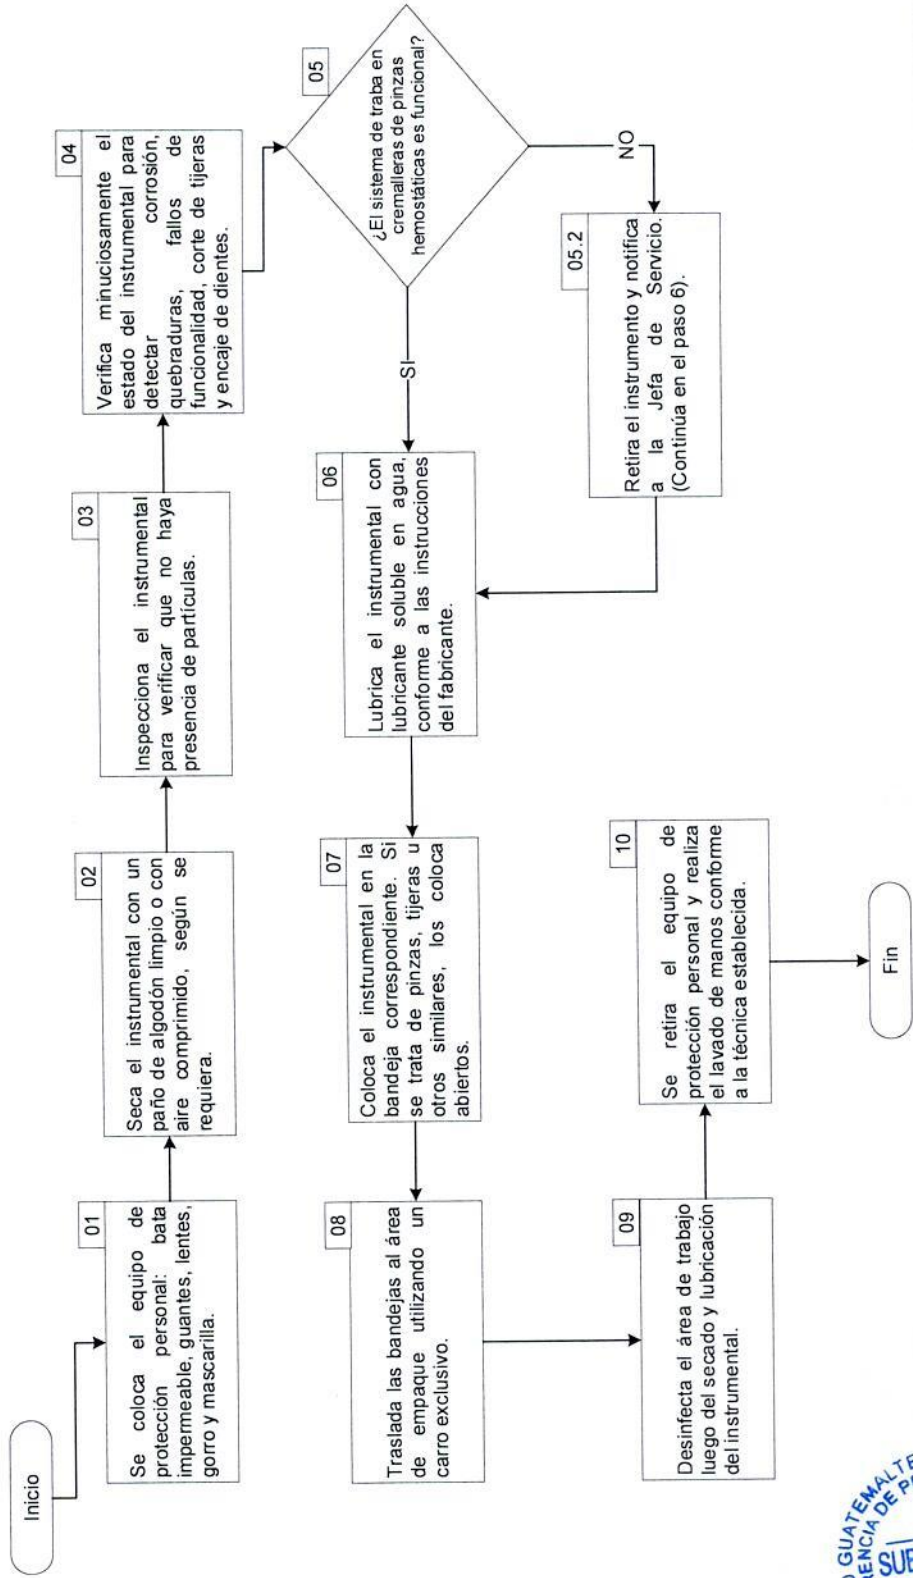 Inicio
01
Se coloca el equipo de
protección personal: bata
impermeable, guantes, lentes,
gorro y mascarilla.
02
Seca el instrumental con un
paño de algodón limpio o con
aire comprimido, según se
requiera.
03
Inspecciona el instrumental
para verificar que no haya
presencia de partículas.
04
Verifica minuciosamente el
estado del instrumental para
detectar corrosión,
quebraduras, fallos de
funcionalidad, corte de tijeras
y encaje de dientes.
05
¿El sistema de traba en
cremalleras de pinzas
hemostáticas es funcional?
SI
NO
05.2
Retira el instrumento y notifica
a la Jefa de Servicio.
(Continúa en el paso 6).
06
Lubrica el instrumental con
lubricante soluble en agua,
conforme a las instrucciones
del fabricante.
07
Coloca el instrumental en la
bandeja correspondiente. Si
se trata de pinzas, tijeras u
otros similares, los coloca
abiertos.
08
Traslada las bandejas al área
de empaque utilizando un
carro exclusivo.
09
Desinfecta el área de trabajo
luego del secado y lubricación
del instrumental.
10
Se retira el equipo de
protección personal y realiza
el lavado de manos conforme
a la técnica establecida.
Fin